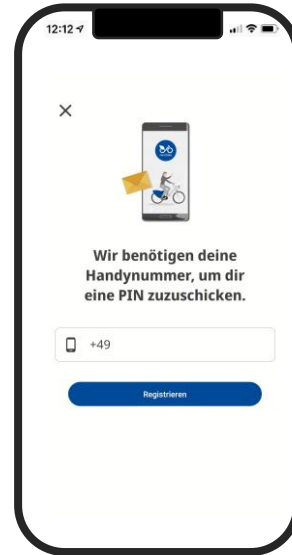 12:12
Wir benötigen deine
Handynummer, um dir
eine PIN zuzuschicken.
+49
Registrieren